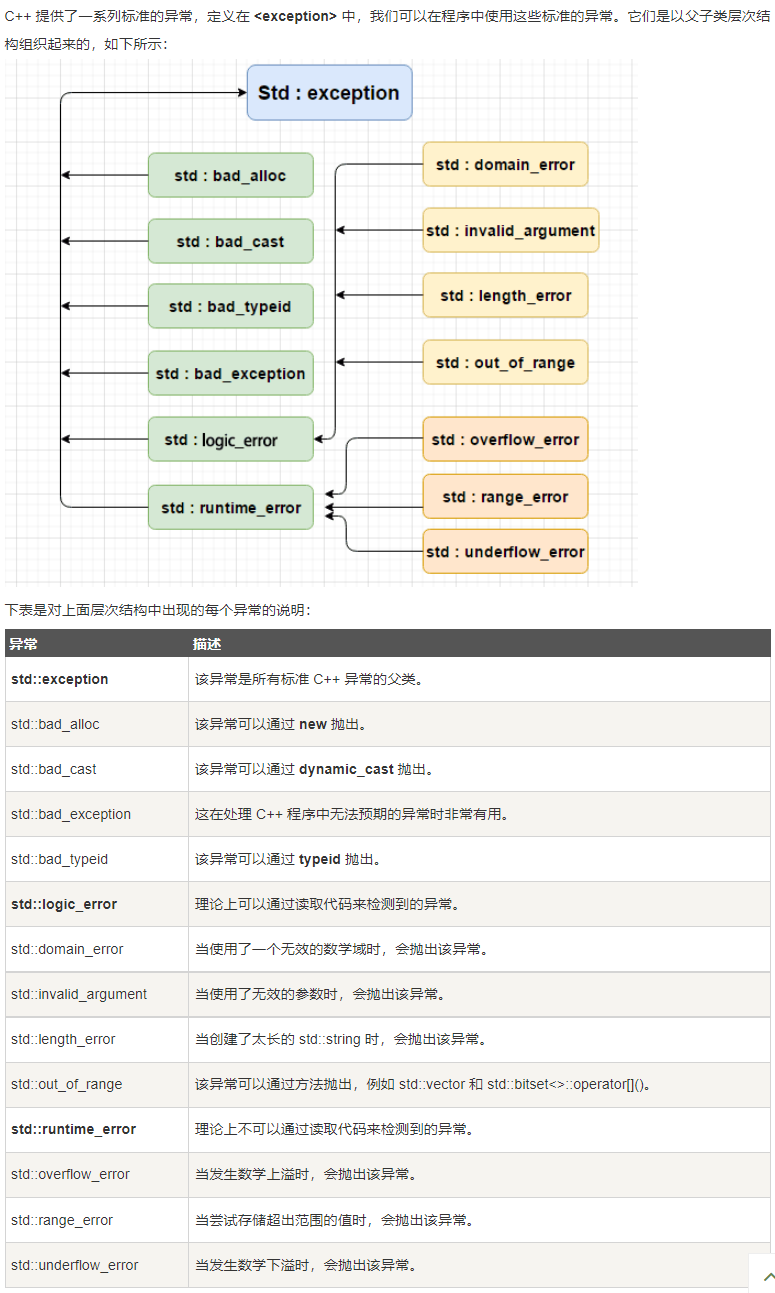 C++ 提供了一系列标准的异常，定义在 <exception> 中，我们可以在程序中使用这些标准的异常。它们是以父子类层次结
构组织起来的，如下所示：
Std : exception
std : bad_alloc
std : bad_cast
std : bad_typeid
std : bad_exception
std : logic_error
std : runtime_error
std : domain_error
std : invalid_argument
std : length_error
std : out_of_range
std : overflow_error
std : range_error
std : underflow_error
下表是对上面层次结构中出现的每个异常的说明：
异常 描述
std::exception 该异常是所有标准 C++ 异常的父类。
std::bad_alloc 该异常可以通过 new 抛出。
std::bad_cast 该异常可以通过 dynamic_cast 抛出。
std::bad_exception 这在处理 C++ 程序中无法预期的异常时非常有用。
std::bad_typeid 该异常可以通过 typeid 抛出。
std::logic_error 理论上可以通过读取代码来检测到的异常。
std::domain_error 当使用了一个无效的数学域时，会抛出该异常。
std::invalid_argument 当使用了无效的参数时，会抛出该异常。
std::length_error 当创建了太长的 std::string 时，会抛出该异常。
std::out_of_range 该异常可以通过方法抛出，例如 std::vector 和 std::bitset<>::operator[]()。
std::runtime_error 理论上不可以通过读取代码来检测到的异常。
std::overflow_error 当发生数学上溢时，会抛出该异常。
std::range_error 当尝试存储超出范围的值时，会抛出该异常。
std::underflow_error 当发生数学下溢时，会抛出该异常。